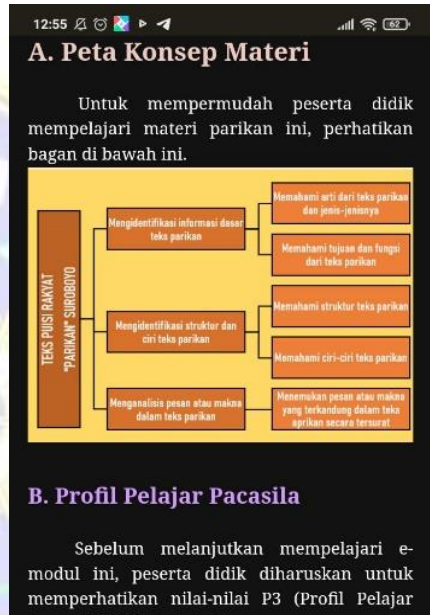 12:55
62
A. Peta Konsep Materi
Untuk mempermudah peserta didik
mempelajari materi parikan ini, perhatikan
bagan di bawah ini.
TEKS PUISI RAKYAT
"PARIKAN" SUROBOYO
Mengidentifikasi informasi dasar
teks parikan
Memahami arti dari teks parikan
dan jenis-jenisnya
Memahami tujuan dan fungsi
dari teks parikan
Mengidentifikasi struktur dan
ciri teks parikan
Memahami struktur teks parikan
Memahami ciri-ciri teks parikan
Menganalisis pesan atau makna
dalam teks parikan
Menemukan pesan atau makna
yang terkandung dalam teks
aprikan secara tersurat
B. Profil Pelajar Pacasila
Sebelum melanjutkan mempelajari e-
modul ini, peserta didik diharuskan untuk
memperhatikan nilai-nilai P3 (Profil Pelajar